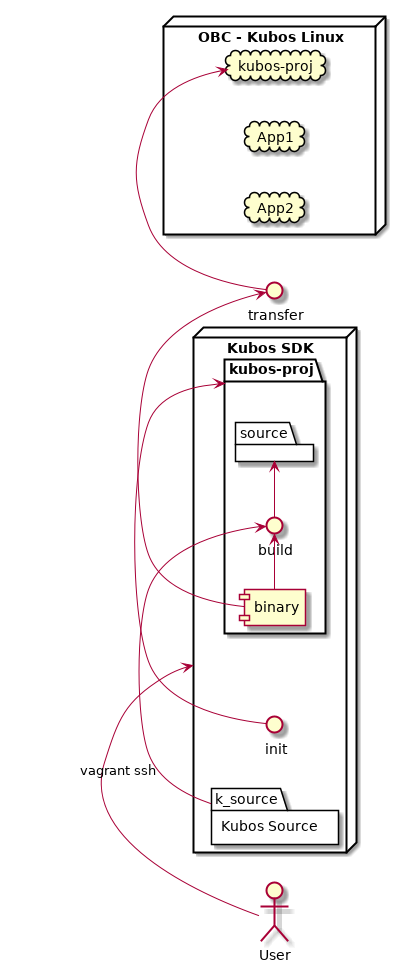 OBC - Kubos Linux
kubos-proj
App1
App2
transfer
Kubos SDK
kubos-proj
source
build
binary
init
vagrant ssh
k_source
Kubos Source
User